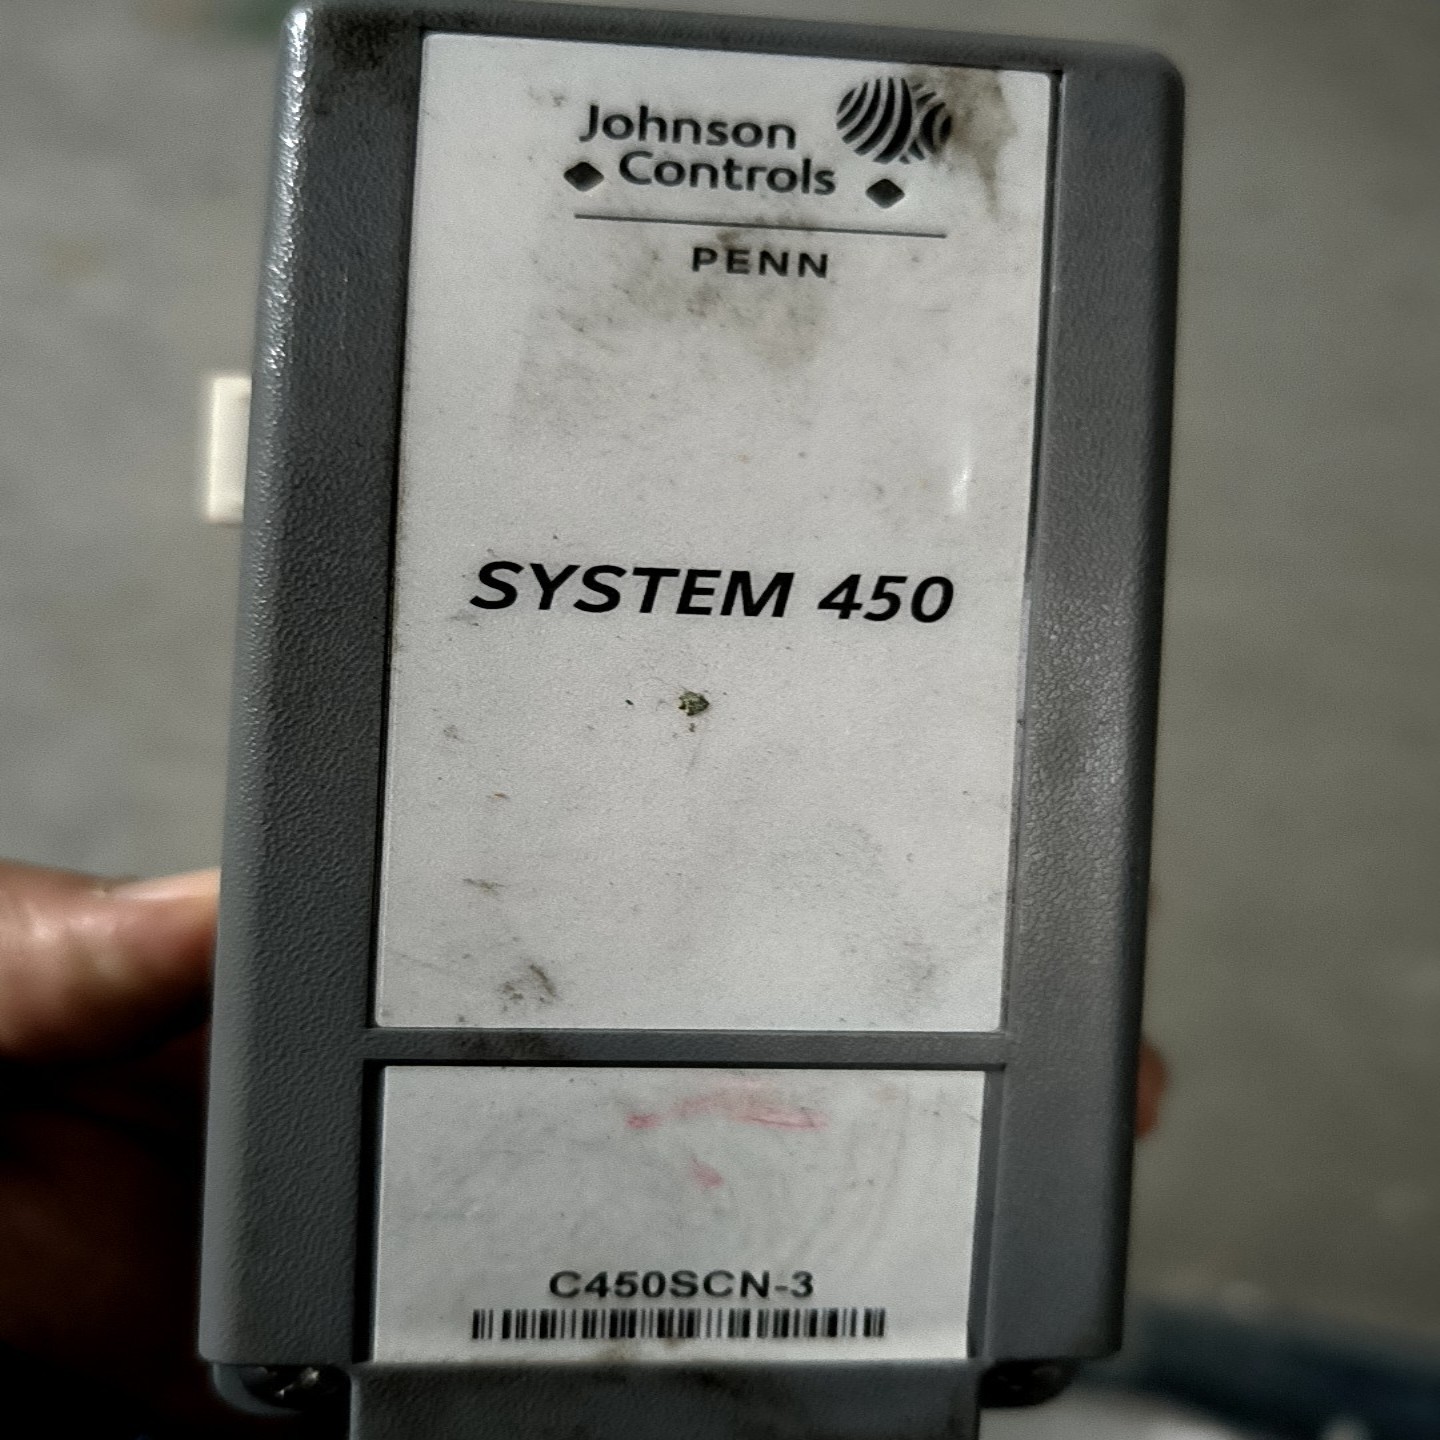 Johnson
Controls
PENN
SYSTEM 450
C450SCN-3